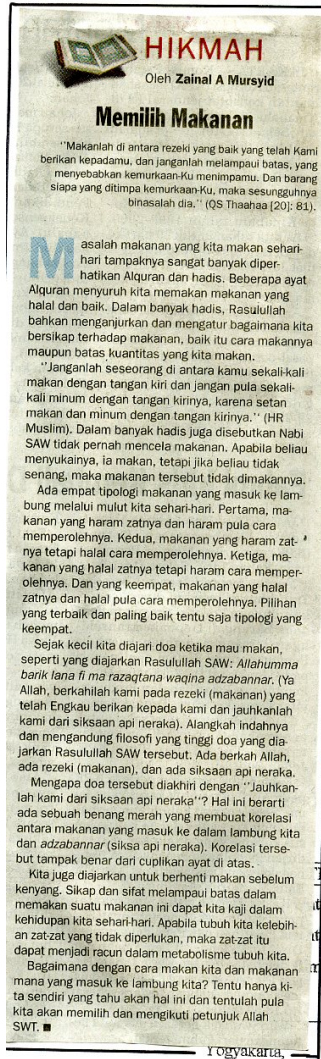 HIKMAH
Oleh Zainal A Mursyid
Memilih Makanan
''Makanlah di antara rezeki yang baik yang telah Kami
berikan kepadamu, dan janganlah melampaui batas, yang
menyebabkan kemurkaan-Ku menimpamu. Dan barang
siapa yang ditimpa kemurkaan-Ku, maka sesungguhnya
binasalah dia.'' (QS Thaahaa [20]: 81).
Masalah makanan yang kita makan sehari-
hari tampaknya sangat banyak diper-
hatikan Alquran dan hadis. Beberapa ayat
Alquran menyuruh kita memakan makanan yang
halal dan baik. Dalam banyak hadis, Rasulullah
bahkan menganjurkan dan mengatur bagaimana kita
bersikap terhadap makanan, baik itu cara makannya
maupun batas kuantitas yang kita makan.
''Janganlah seseorang di antara kamu sekali-kali
makan dengan tangan kiri dan jangan pula sekali-
kali minum dengan tangan kirinya, karena setan
makan dan minum dengan tangan kirinya.'' (HR
Muslim). Dalam banyak hadis juga disebutkan Nabi
SAW tidak pernah mencela makanan. Apabila beliau
menyukainya, ia makan, tetapi jika beliau tidak
senang, maka makanan tersebut tidak dimakannya.
Ada empat tipologi makanan yang masuk ke lam-
bung melalui mulut kita sehari-hari. Pertama, ma-
kanan yang haram zatnya dan haram pula cara
memperolehnya. Kedua, makanan yang haram zat-
nya tetapi halal cara memperolehnya. Ketiga, ma-
kanan yang halal zatnya tetapi haram cara memper-
olehnya. Dan yang keempat, makanan yang halal
zatnya dan halal pula cara memperolehnya. Pilihan
yang terbaik dan paling baik tentu saja tipologi yang
keempat.
Sejak kecil kita diajari doa ketika mau makan,
seperti yang diajarkan Rasulullah SAW: Allahumma
barik lana fi ma razaqtana waqina adzabannar. (Ya
Allah, berkahilah kami pada rezeki (makanan) yang
telah Engkau berikan kepada kami dan jauhkanlah
kami dari siksaan api neraka). Alangkah indahnya
dan mengandung filosofi yang tinggi doa yang dia-
jarkan Rasulullah SAW tersebut. Ada berkah Allah,
ada rezeki (makanan), dan ada siksaan api neraka.
Mengapa doa tersebut diakhiri dengan ''Jauhkan-
lah kami dari siksaan api neraka''? Hal ini berarti
ada sebuah benang merah yang membuat korelasi
antara makanan yang masuk ke dalam lambung kita
dan adzabannar (siksa api neraka). Korelasi terse-
but tampak benar dari cuplikan ayat di atas.
Kita juga diajarkan untuk berhenti makan sebelum
kenyang. Sikap dan sifat melampaui batas dalam
memakan suatu makanan ini dapat kita kaji dalam
kehidupan kita sehari-hari. Apabila tubuh kita kelebih-
an zat-zat yang tidak diperlukan, maka zat-zat itu
dapat menjadi racun dalam metabolisme tubuh kita.
Bagaimana dengan cara makan kita dan makanan
mana yang masuk ke lambung kita? Tentu hanya ki-
ta sendiri yang tahu akan hal ini dan tentulah pula
kita akan memilih dan mengikuti petunjuk Allah
SWT. ■
Yogyakarta,